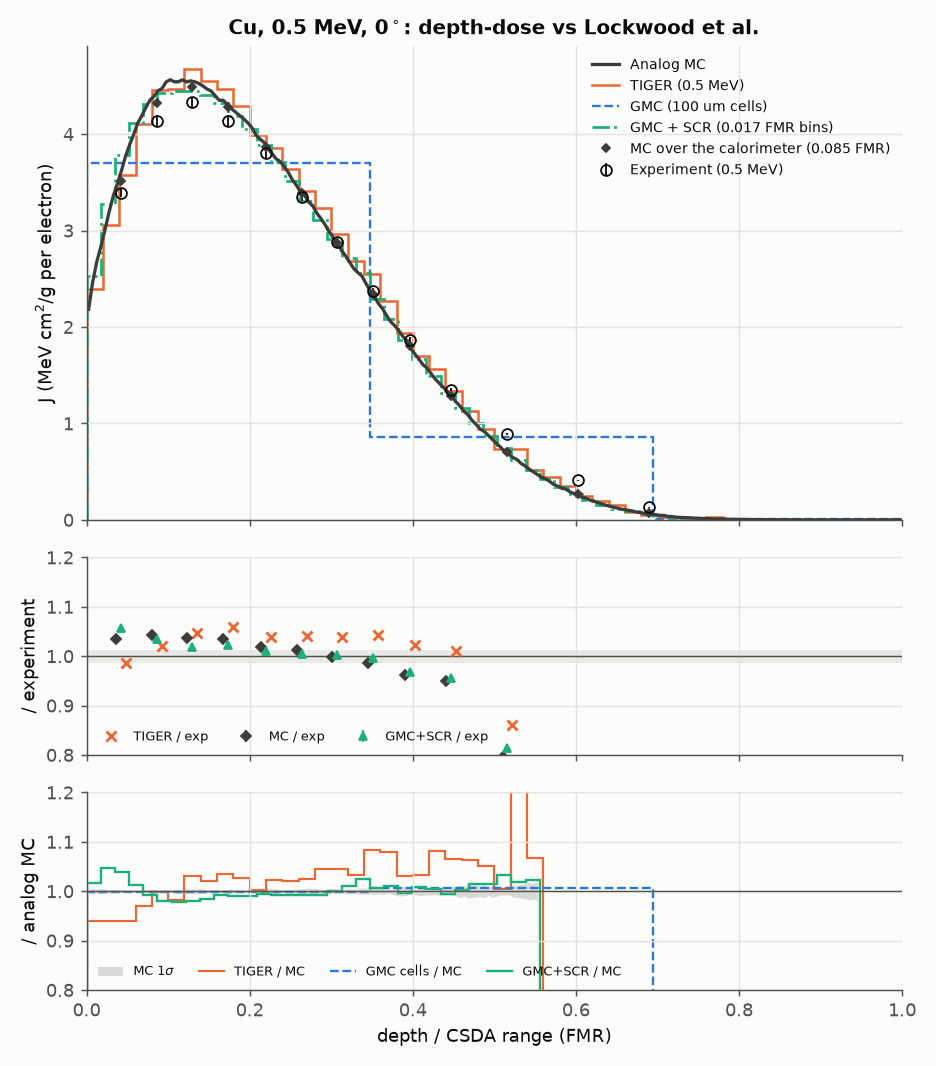 Cu, 0.5 MeV, 0°: depth-dose vs Lockwood et al.
J (MeV cm²/g per electron)
4
3
2
1
0
Analog MC
TIGER (0.5 MeV)
GMC (100 um cells)
GMC + SCR (0.017 FMR bins)
MC over the calorimeter (0.085 FMR)
Experiment (0.5 MeV)
/ experiment
1.2
1.1
1.0
0.9
0.8
TIGER / exp
MC / exp
GMC+SCR / exp
/ analog MC
1.2
1.1
1.0
0.9
0.8
MC 1σ
TIGER / MC
GMC cells / MC
GMC+SCR / MC
0.0
0.2
0.4
0.6
0.8
1.0
depth / CSDA range (FMR)